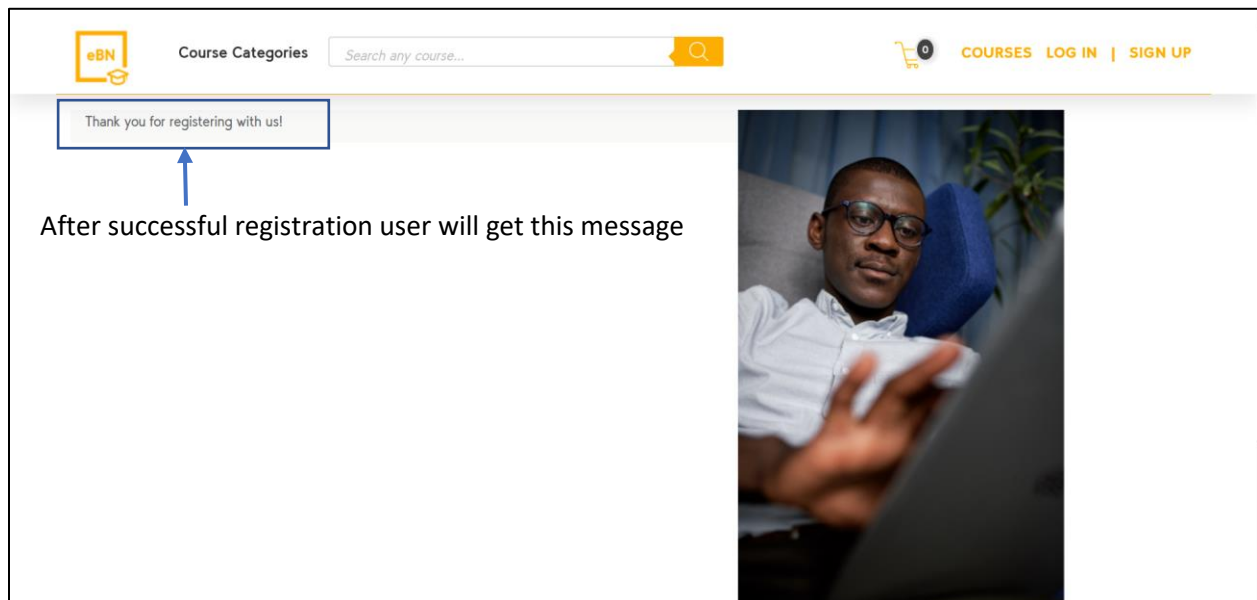 eBN
Course Categories
Search any course...
0
COURSES LOG IN | SIGN UP
Thank you for registering with us!
After successful registration user will get this message